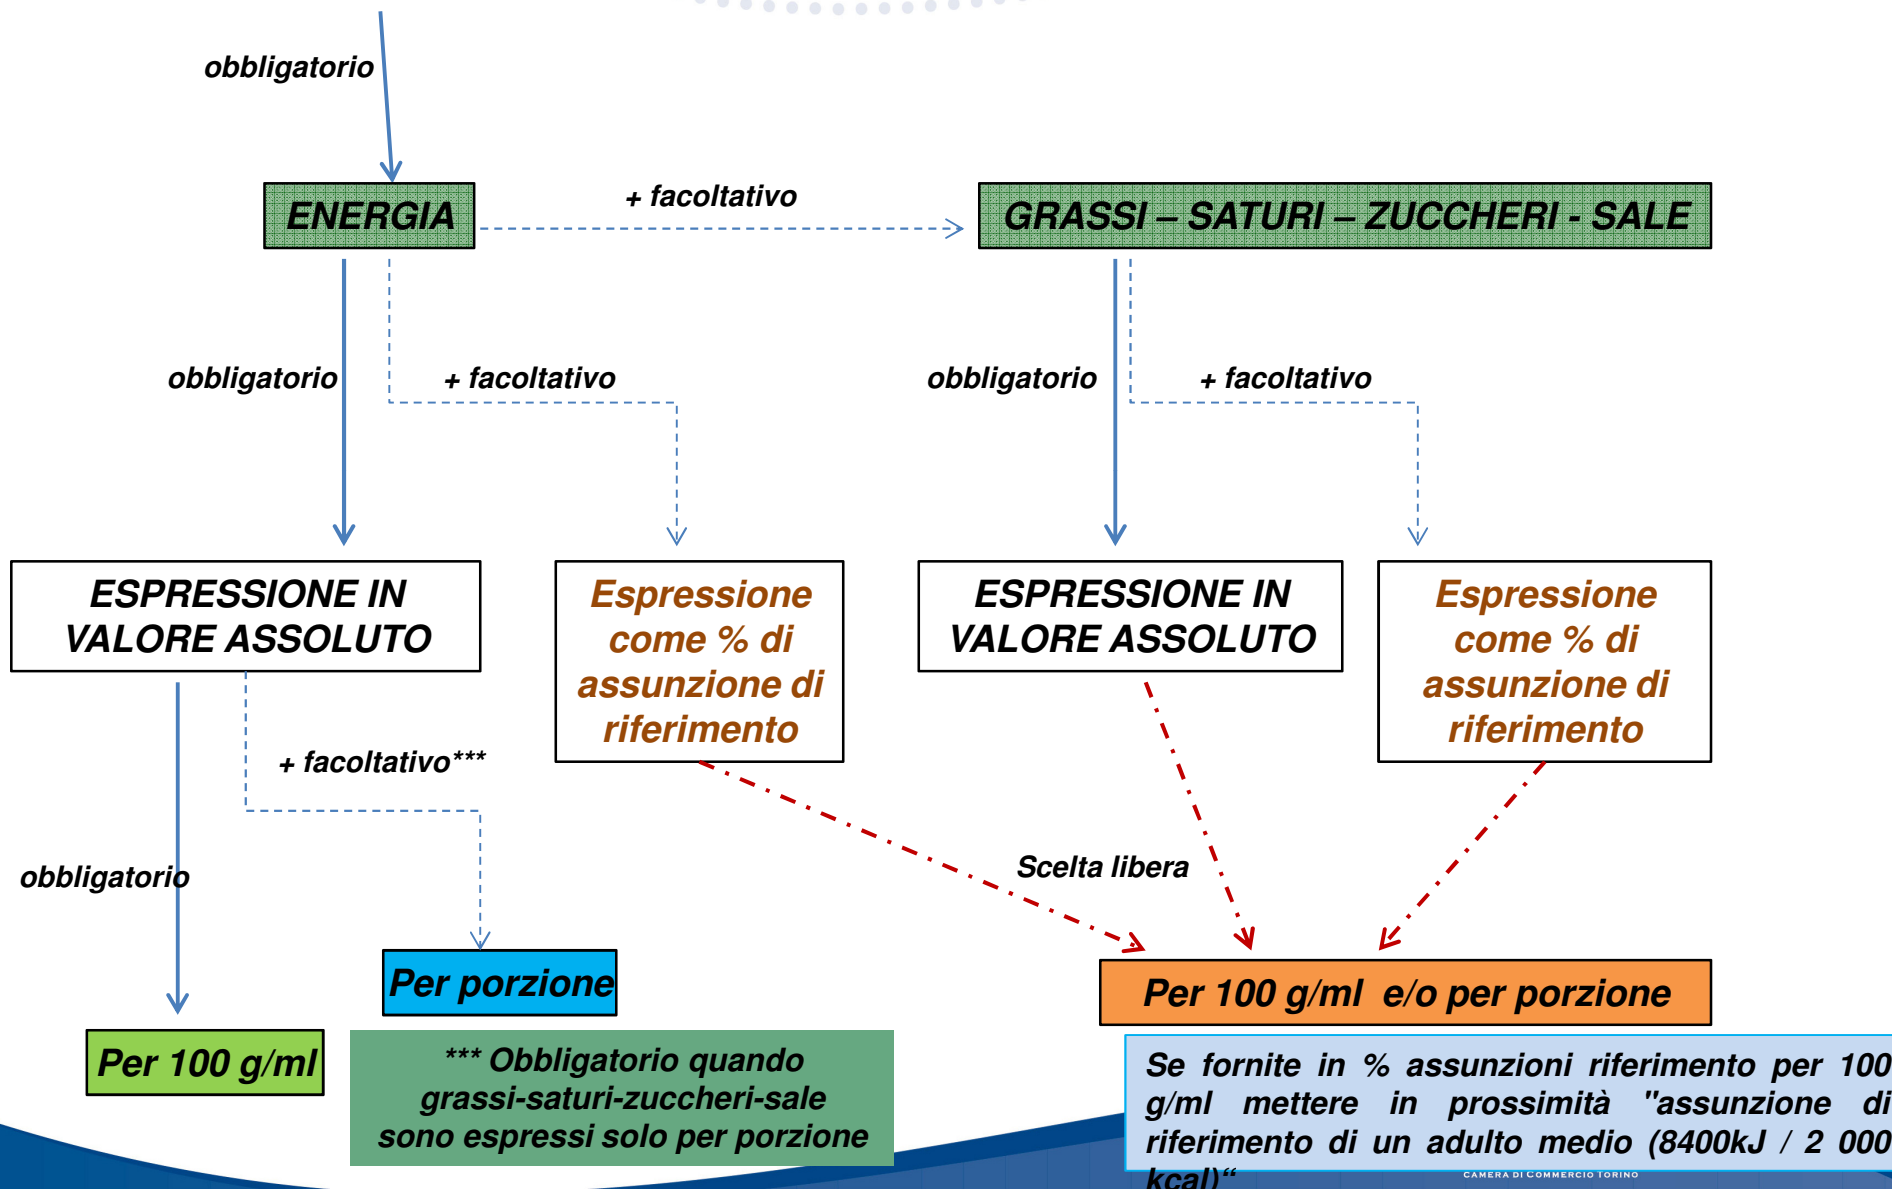 obbligatorio
ENERGIA
+ facoltativo
GRASSI – SATURI – ZUCCHERI - SALE
obbligatorio
+ facoltativo
obbligatorio
+ facoltativo
ESPRESSIONE IN
VALORE ASSOLUTO
Espressione
come % di
assunzione di
riferimento
ESPRESSIONE IN
VALORE ASSOLUTO
Espressione
come % di
assunzione di
riferimento
+ facoltativo***
obbligatorio
Scelta libera
Per porzione
Per 100 g/ml e/o per porzione
Per 100 g/ml
*** Obbligatorio quando
grassi-saturi-zuccheri-sale
sono espressi solo per porzione
Se fornite in % assunzioni riferimento per 100
g/ml mettere in prossimità "assunzione di
riferimento di un adulto medio (8400kJ / 2 000
kcal)“
CAMERA DI COMMERCIO TORINO